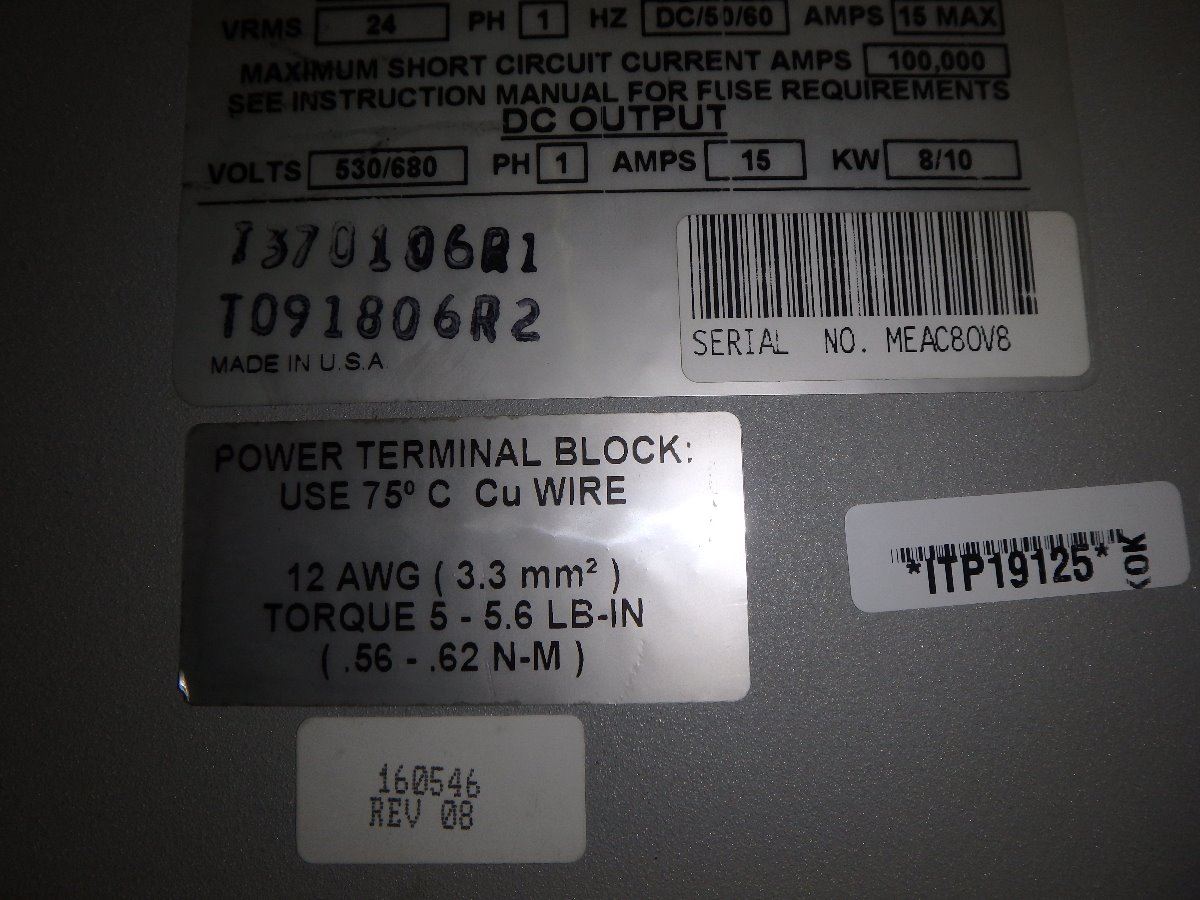 VRMS 24 PH 1 HZ DC/50/60 AMPS 15 MAX
MAXIMUM SHORT CIRCUIT CURRENT AMPS 100,000
SEE INSTRUCTION MANUAL FOR FUSE REQUIREMENTS
DC OUTPUT
VOLTS 530/680 PH 1 AMPS 15 KW 8/10
T370106R1
T091806R2
MADE IN U.S.A
SERIAL NO. MEAC80V8
POWER TERMINAL BLOCK:
USE 75º C Cu WIRE
12 AWG ( 3.3 mm² )
TORQUE 5 - 5.6 LB-IN
( .56 - .62 N-M )
*ITP19125*
KOK
160546
REV 08